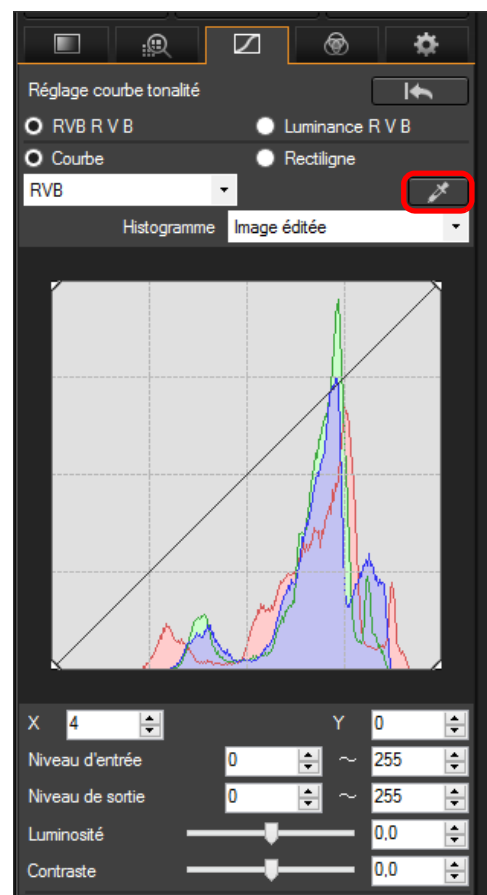 Réglage courbe tonalité
RVB R V B Luminance R V B
Courbe Rectiligne
RVB
Histogramme Image éditée
X 4 Y 0
Niveau d'entrée 0 ~ 255
Niveau de sortie 0 ~ 255
Luminosité 0,0
Contraste 0,0